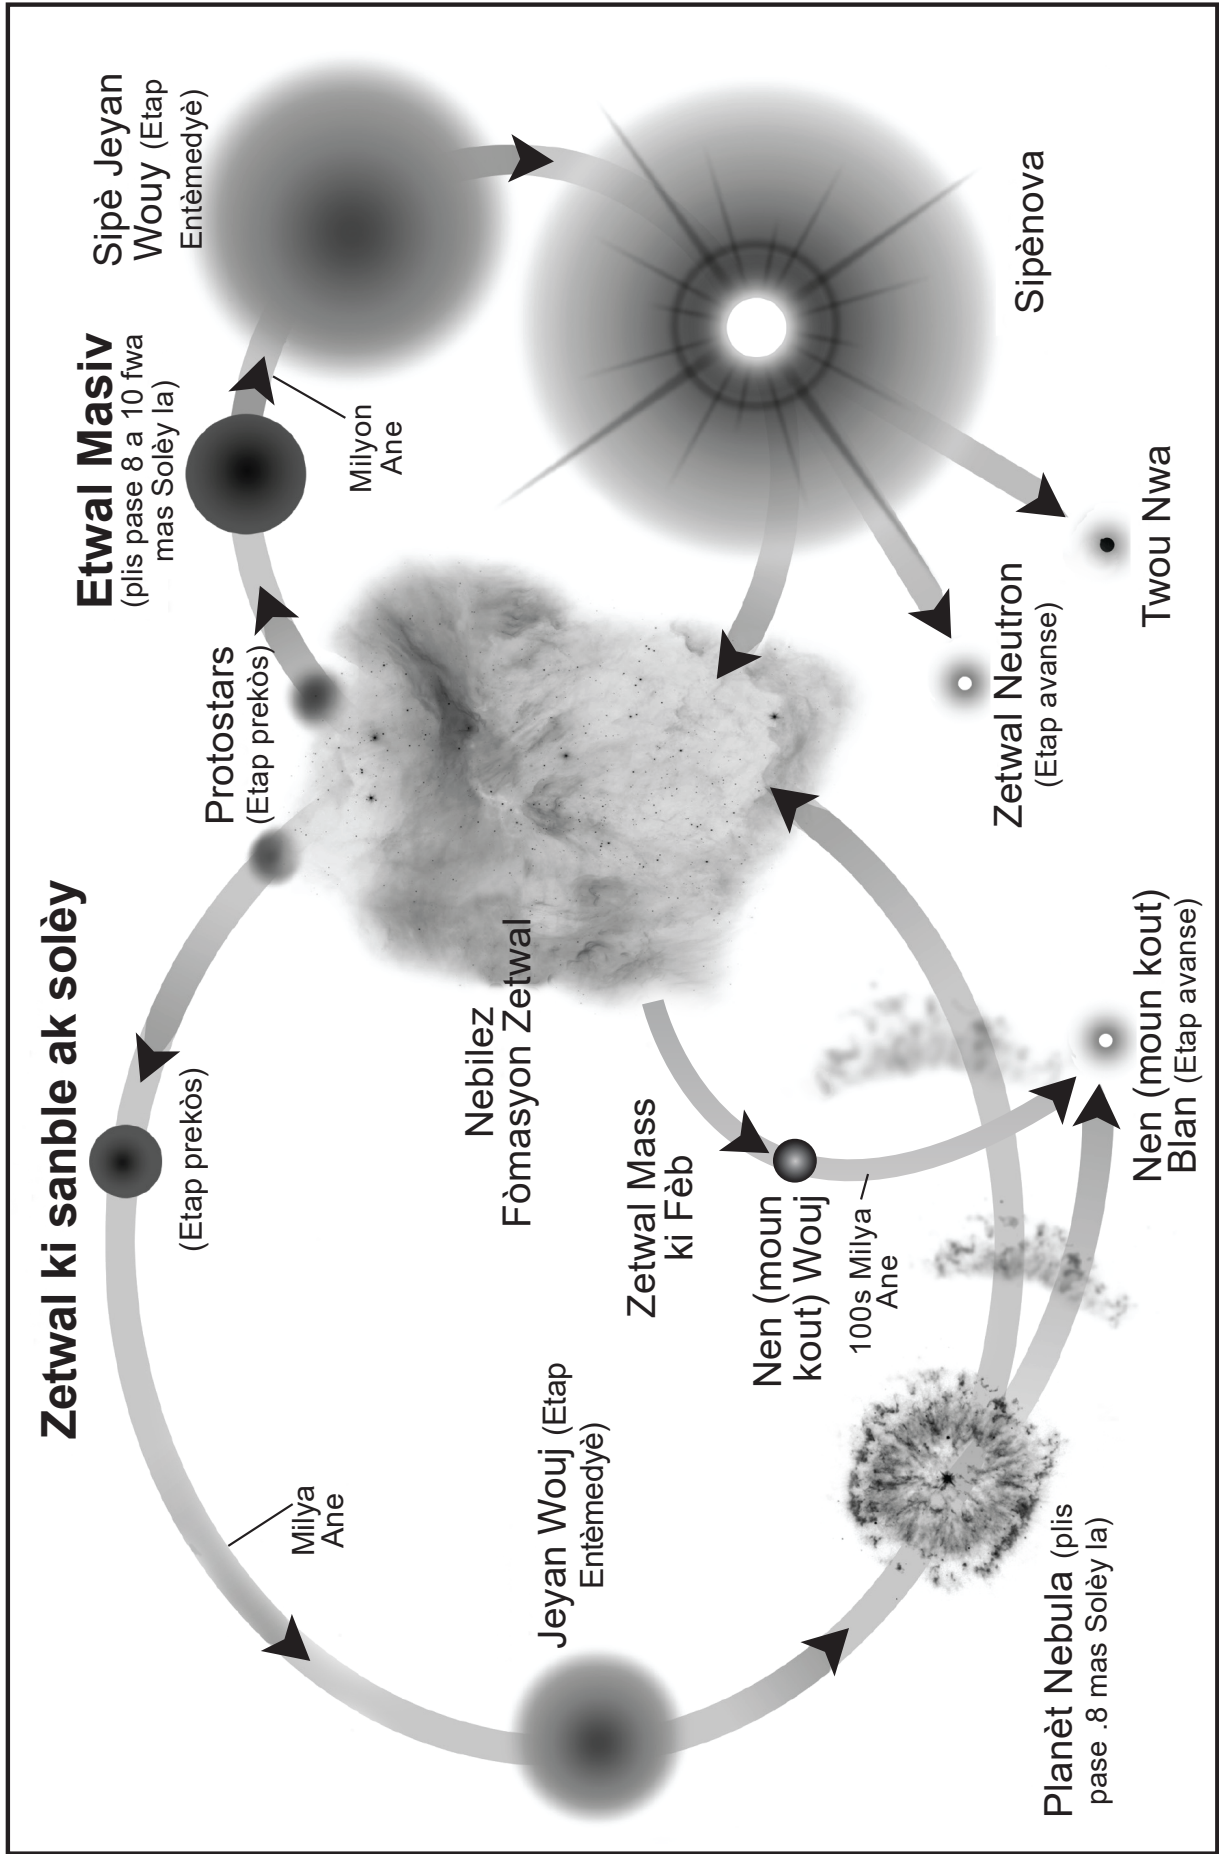 Zetwal ki sanble ak solèy
Etwal Masiv
(plis pase 8 a 10 fwa
mas Solèy la)
Sipè Jeyan
Wouy (Etap
Entèmedyè)
Protostars
(Etap prekòs)
(Etap prekòs)
Milya
Ane
Milyon
Ane
Nebilez
Fòmasyon Zetwal
Jeyan Wouj (Etap
Entèmedyè)
Zetwal Mass
ki Fèb
Nen (moun
kout) Wouj
100s Milya
Ane
Sipènova
Zetwal Neutron
(Etap avanse)
Twou Nwa
Planèt Nebula (plis
pase .8 mas Solèy la)
Nen (moun kout)
Blan (Etap avanse)